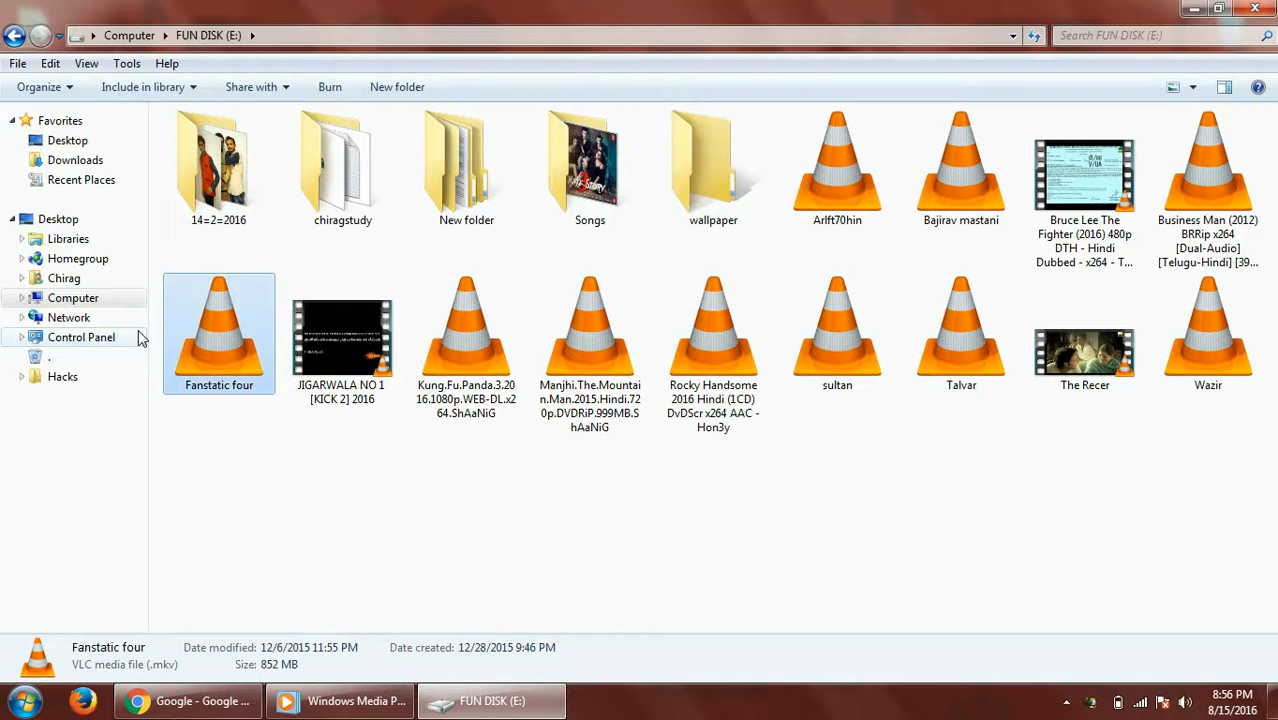 Computer FUN DISK (E:) Search FUN DISK (E:)
File Edit View Tools Help
Organize Include in library Share with Burn New folder
Favorites
Desktop
Downloads
Recent Places
Desktop
Libraries
Homegroup
Chirag
Computer
Network
Control Panel
Hacks
14=2=2016
chiragstudy
New folder
Songs
wallpaper
Arlft70hin
Bajirav mastani
Bruce Lee The
Fighter (2016) 480p
DTH - Hindi
Dubbed - x264 - T...
Business Man (2012)
BRRip x264
[Dual-Audio]
[Telugu-Hindi] [39...
Fanstatic four
JIGARWALA NO 1
[KICK 2] 2016
Kung.Fu.Panda.3.20
16.1080p.WEB-DL.x2
64.ShAaNiG
Manjhi.The.Mountai
n.Man.2015.Hindi.72
0p.DVDRiP.999MB.S
hAaNiG
Rocky Handsome
2016 Hindi (1CD)
DvDScr x264 AAC -
Hon3y
sultan
Talvar
The Recer
Wazir
Fanstatic four Date modified: 12/6/2015 11:55 PM Date created: 12/28/2015 9:46 PM
VLC media file (.mkv) Size: 852 MB
Google - Google ... Windows Media P... FUN DISK (E:) 8:56 PM
8/15/2016